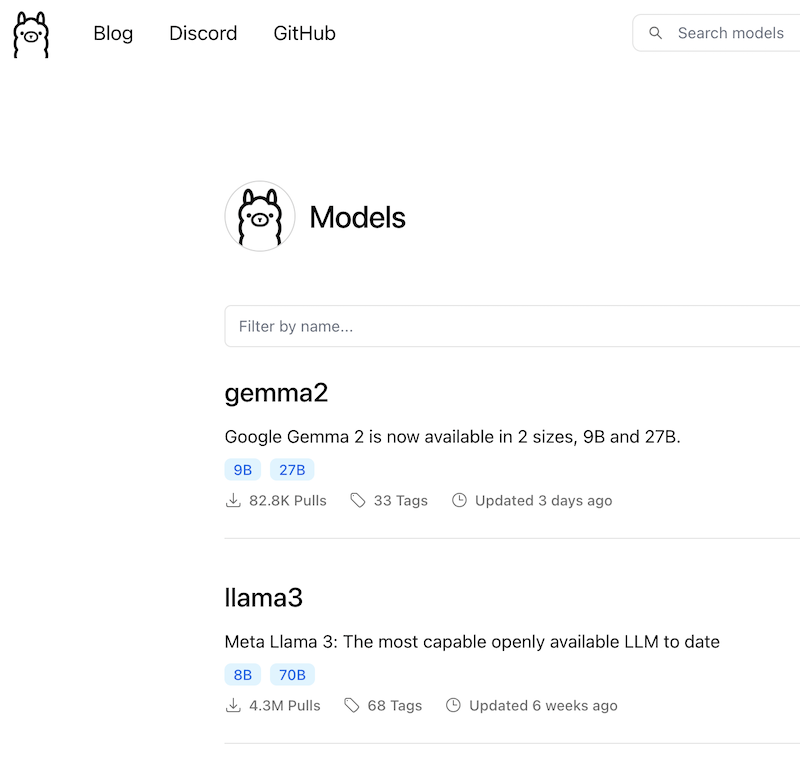 Blog Discord GitHub Search models
Models
Filter by name...
gemma2
Google Gemma 2 is now available in 2 sizes, 9B and 27B.
9B 27B
82.8K Pulls 33 Tags Updated 3 days ago
llama3
Meta Llama 3: The most capable openly available LLM to date
8B 70B
4.3M Pulls 68 Tags Updated 6 weeks ago